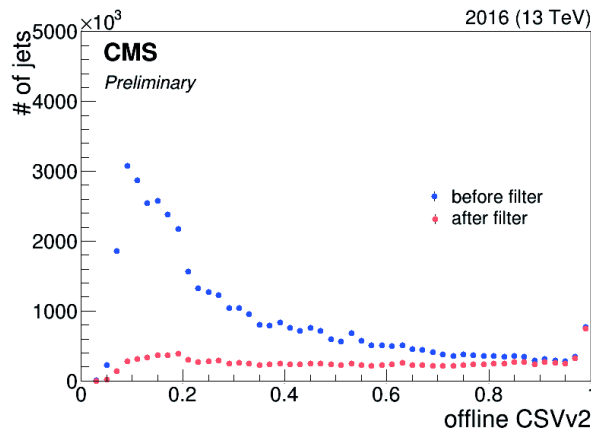 2016 (13 TeV)
×10³
# of jets
5000
4000
3000
2000
1000
0
CMS
Preliminary
before filter
after filter
0 0.2 0.4 0.6 0.8 1
offline CSVv2